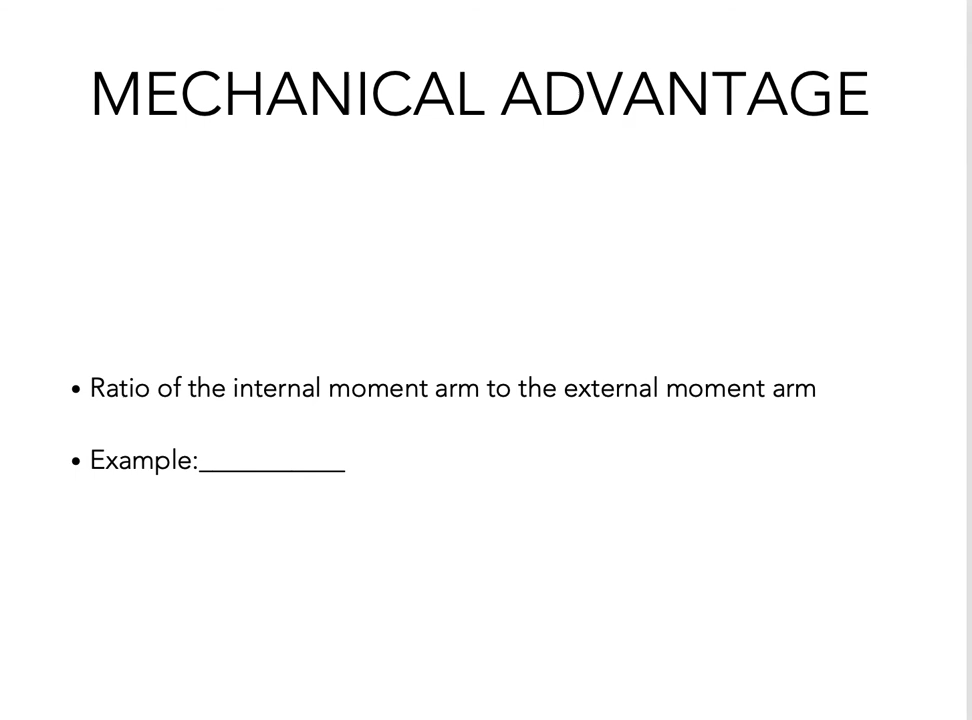 MECHANICAL ADVANTAGE
• Ratio of the internal moment arm to the external moment arm
• Example:___________